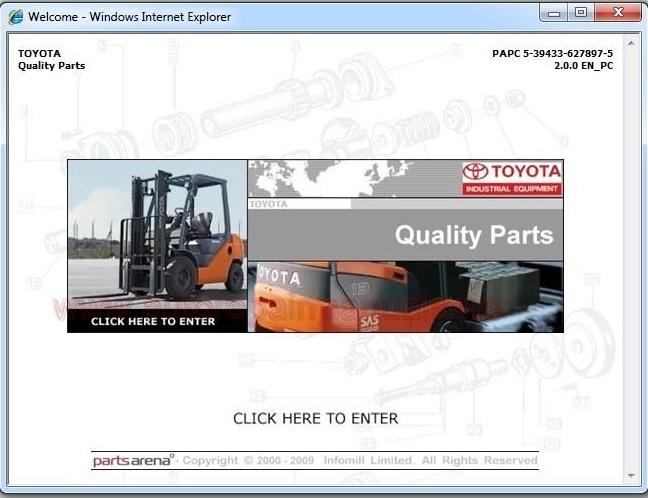 Welcome - Windows Internet Explorer
TOYOTA
Quality Parts
PAPC 5-39433-627897-5
2.0.0 EN_PC
TOYOTA
INDUSTRIAL EQUIPMENT
TOYOTA
Quality Parts
TOYOTA
13
SAS
CLICK HERE TO ENTER
CLICK HERE TO ENTER
partsarena - Copyright © 2000 - 2009 Infomill Limited. All Rights Reserved